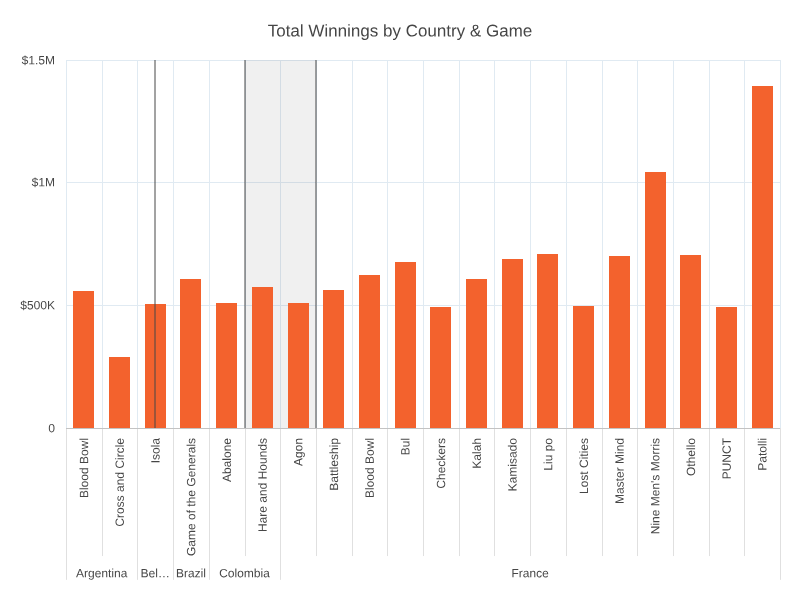 Total Winnings by Country & Game
$1.5M
$1M
$500K
0
Blood Bowl
Cross and Circle
Isola
Game of the Generals
Abalone
Hare and Hounds
Agon
Battleship
Blood Bowl
Bul
Checkers
Kalah
Kamisado
Liu po
Lost Cities
Master Mind
Nine Men's Morris
Othello
PUNCT
Patolli
Argentina
Bel…
Brazil
Colombia
France